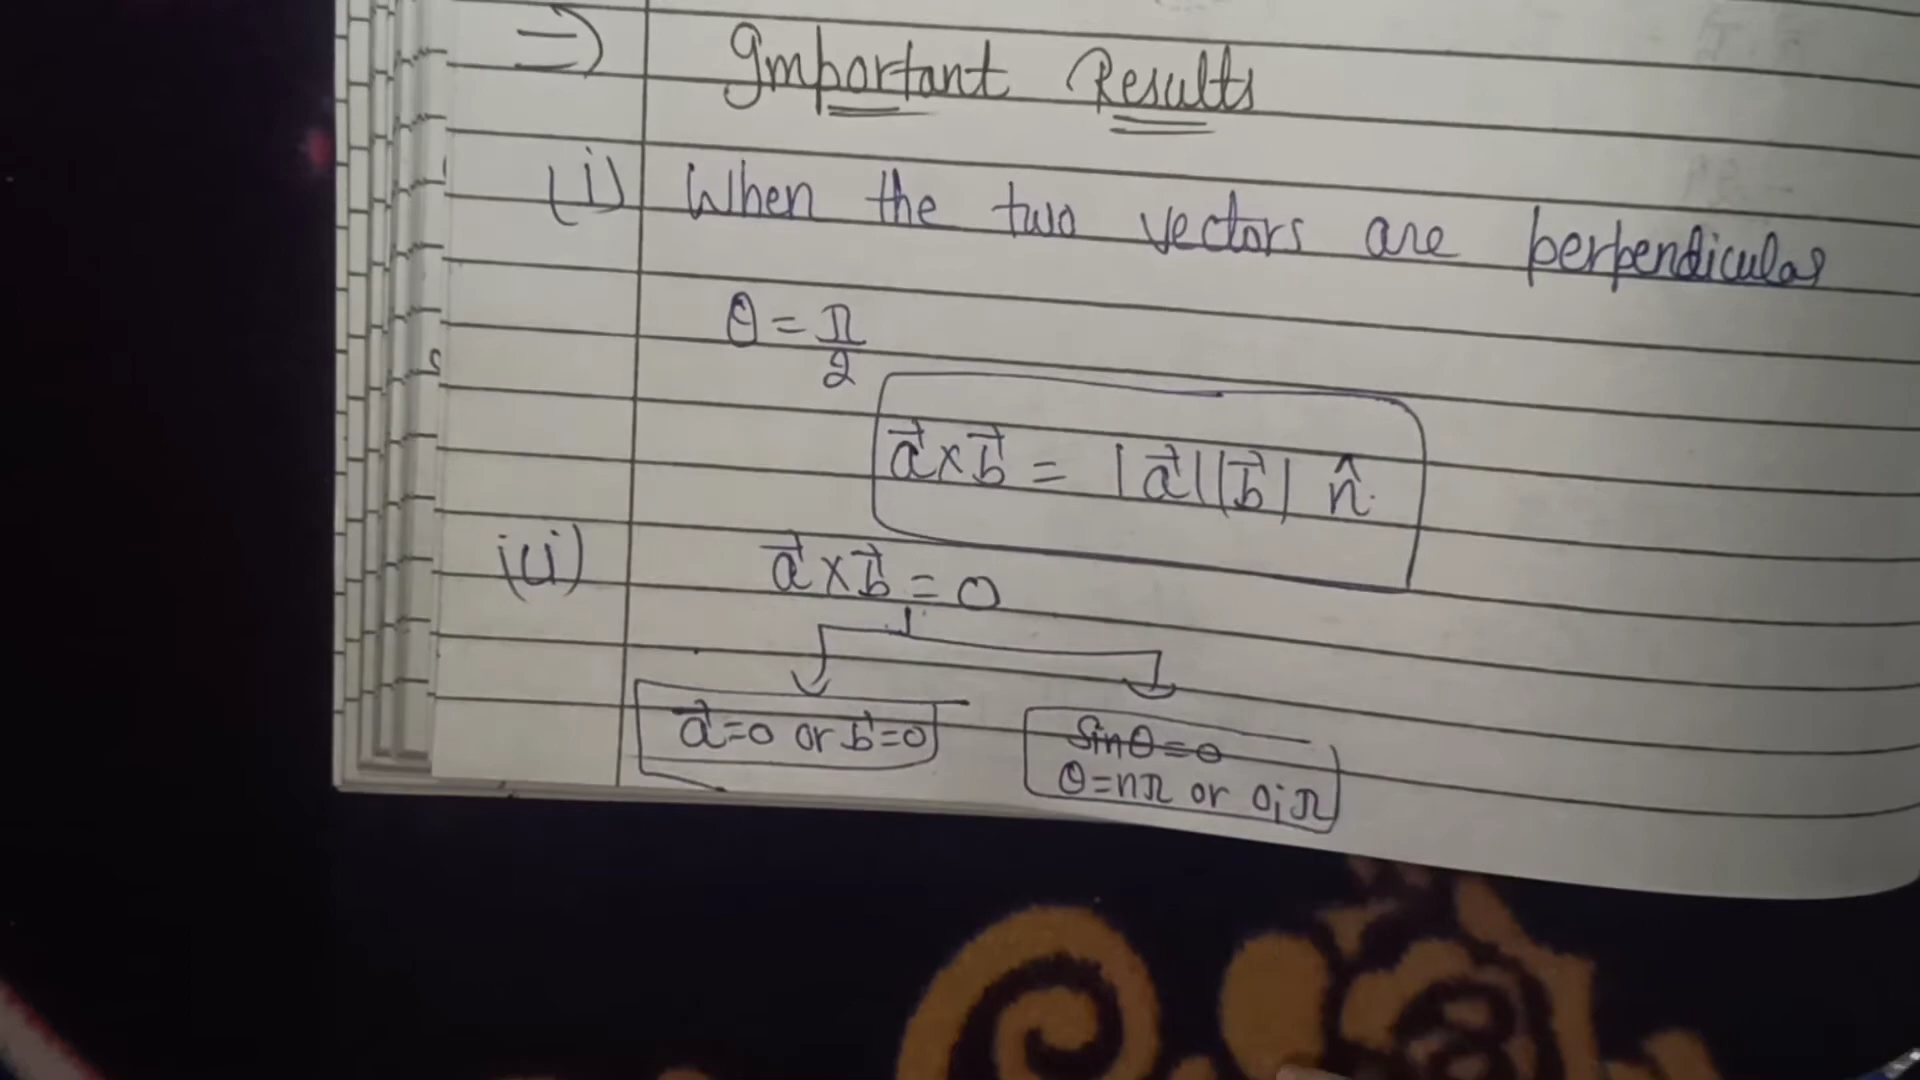 ⇒ Important Results
(i) When the two vectors are perpendicular
θ = π/2
a⃗ × b⃗ = |a⃗||b⃗| n̂.
(ii) a⃗ × b⃗ = 0
a⃗=0 or b⃗=0
sinθ=0
θ=nπ or 0, π